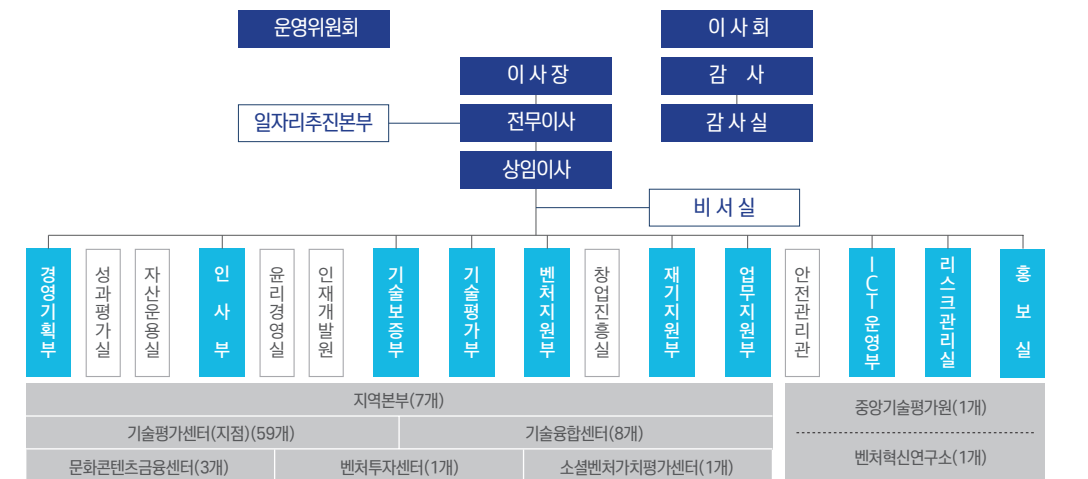 운영위원회
이 사 회
이 사 장
감 사
일자리추진본부
전무이사
감 사 실
상임이사
비 서 실
경영기획부
성과평가실
자산운용실
인 사 부
윤리경영실
인재개발원
기술보증부
기술평가부
벤처지원부
창업진흥실
재기지원부
업무지원부
안전관리관
ICT운영부
리스크관리실
홍 보 실
지역본부(7개)
중앙기술평가원(1개)
기술평가센터(지점)(59개)
기술융합센터(8개)
벤처혁신연구소(1개)
문화콘텐츠금융센터(3개)
벤처투자센터(1개)
소셜벤처가치평가센터(1개)